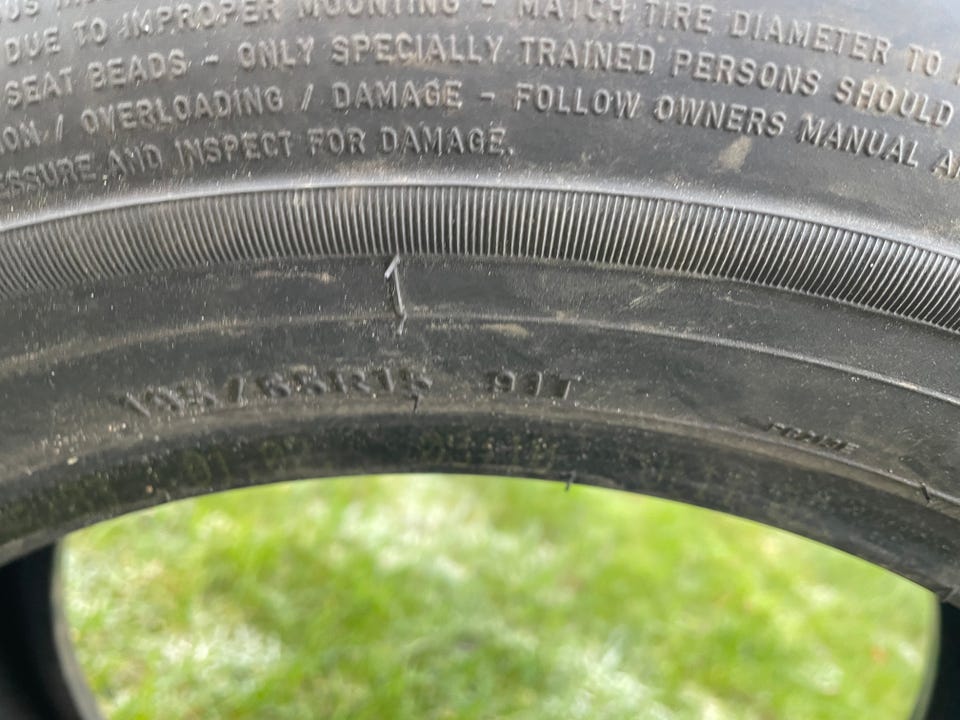 DUE TO IMPROPER MOUNTING - MATCH TIRE DIAMETER TO
SEAT BEADS - ONLY SPECIALLY TRAINED PERSONS SHOULD
/ OVERLOADING / DAMAGE - FOLLOW OWNERS MANUAL
AND INSPECT FOR DAMAGE.
1
195/65R15 91T